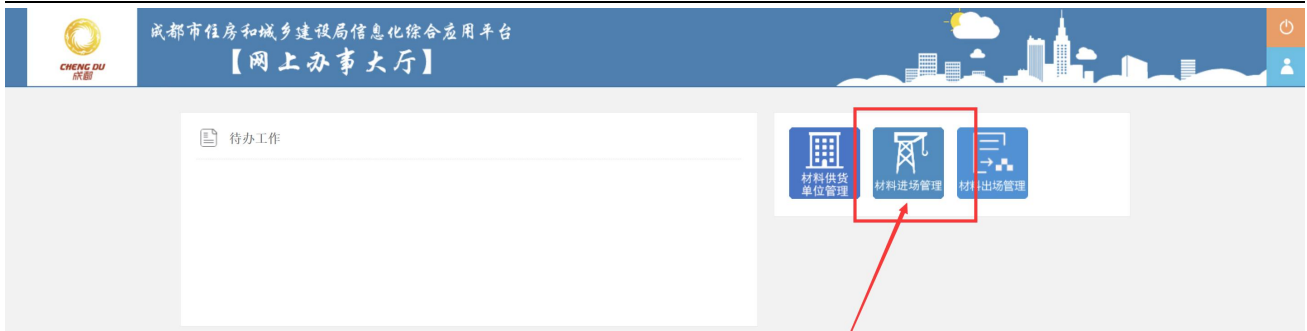 成都市住房和城乡建设局信息化综合应用平台
【网上办事大厅】
CHENG DU
成都
待办工作
材料供货
单位管理
材料进场管理
材料出场管理